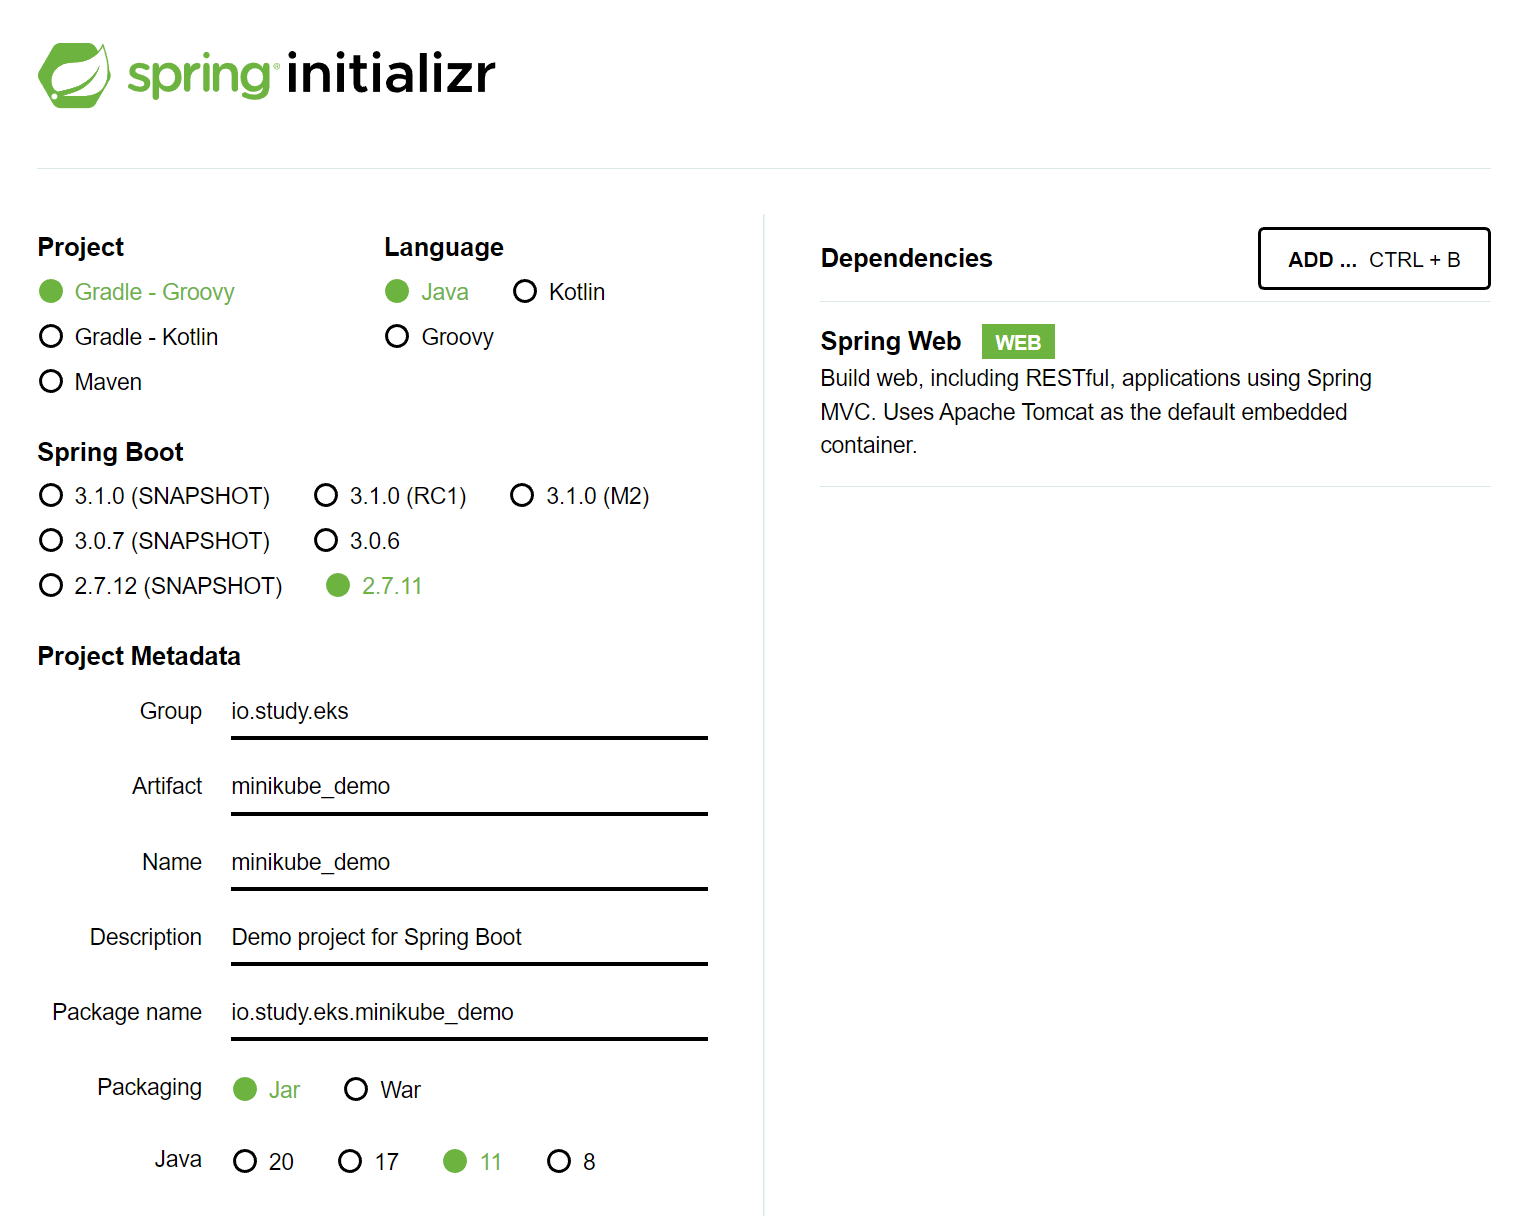 spring initializr
Project
Gradle - Groovy
Gradle - Kotlin
Maven
Language
Java Kotlin
Groovy
Spring Boot
3.1.0 (SNAPSHOT) 3.1.0 (RC1) 3.1.0 (M2)
3.0.7 (SNAPSHOT) 3.0.6
2.7.12 (SNAPSHOT) 2.7.11
Project Metadata
Group io.study.eks
Artifact minikube_demo
Name minikube_demo
Description Demo project for Spring Boot
Package name io.study.eks.minikube_demo
Packaging Jar War
Java 20 17 11 8
Dependencies ADD ... CTRL + B
Spring Web WEB
Build web, including RESTful, applications using Spring
MVC. Uses Apache Tomcat as the default embedded
container.